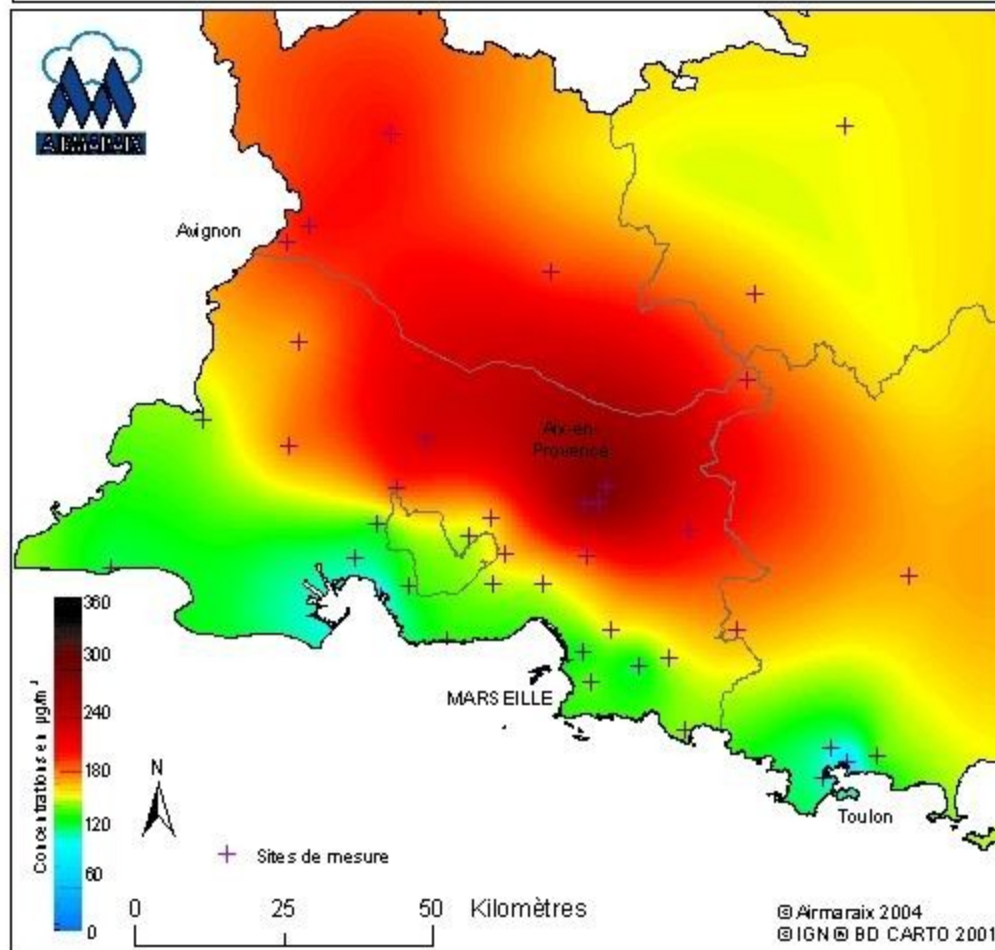 AIRMARAIX
Avignon
Aix-en-
Provence
MARSEILLE
Toulon
Concentrations en µg/m³
360
300
240
180
120
60
0
N
Sites de mesure
0 25 50 Kilomètres
© Airmaraix 2004
© IGN ® BD CARTO 2001